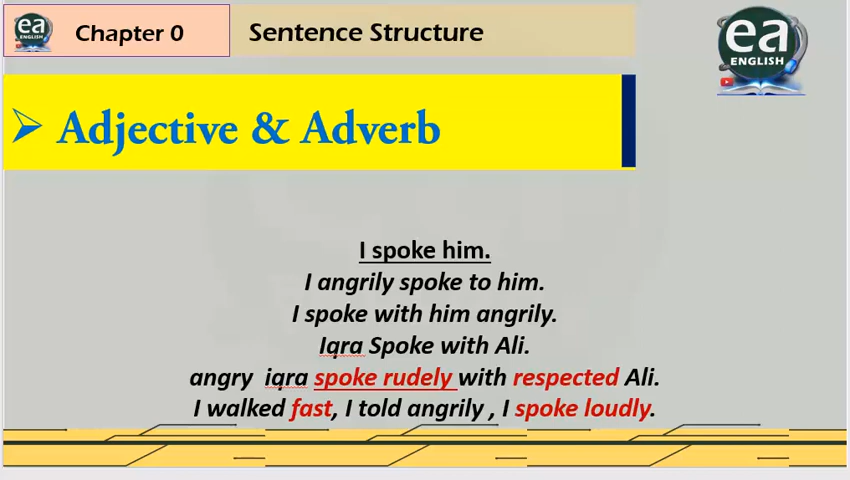 ea
Chapter 0
Sentence Structure
ea
ENGLISH
➢ Adjective & Adverb
I spoke him.
I angrily spoke to him.
I spoke with him angrily.
Iqra Spoke with Ali.
angry iqra spoke rudely with respected Ali.
I walked fast, I told angrily , I spoke loudly.